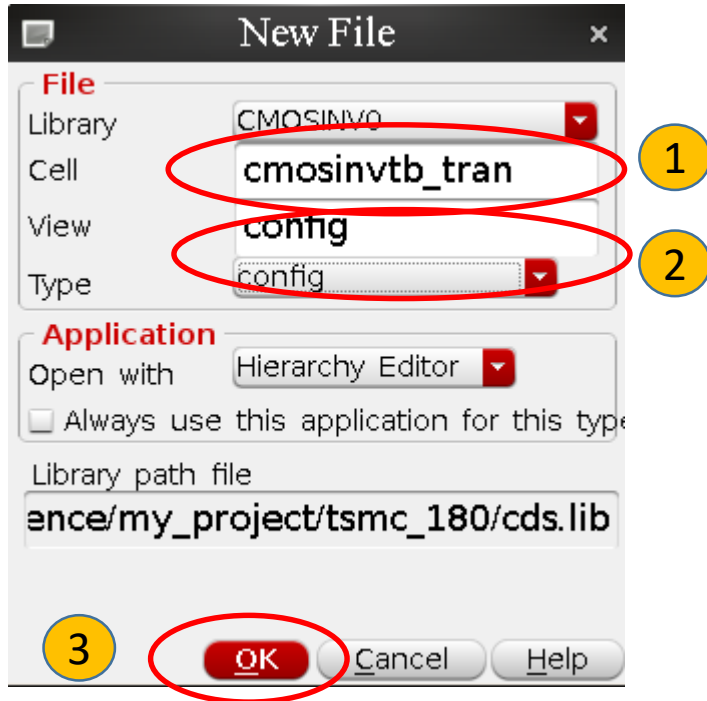 New File
File
Library CMOSINV0
Cell cmosinvtb_tran
1
View config
2
Type config
Application
Open with Hierarchy Editor
Always use this application for this type
Library path file
ence/my_project/tsmc_180/cds.lib
3
OK Cancel Help